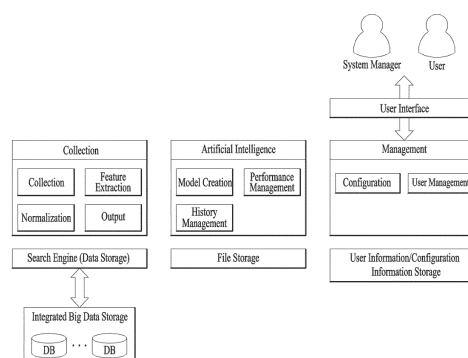 System Manager
User
User Interface
Collection
Artificial Intelligence
Management
Collection
Feature
Extraction
Model Creation
Performance
Management
Configuration
User Management
Normalization
Output
History
Management
Search Engine (Data Storage)
File Storage
User Information/Configuration
Information Storage
Integrated Big Data Storage
DB
...
DB